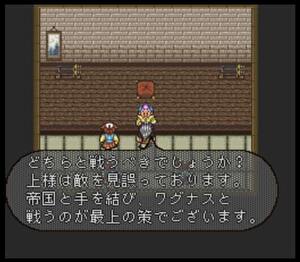 どちらと戦うべきでしょうか?
上様は敵を見誤っております。
帝国と手を結び、ワグナスと
戦うのが最上の策でございます。